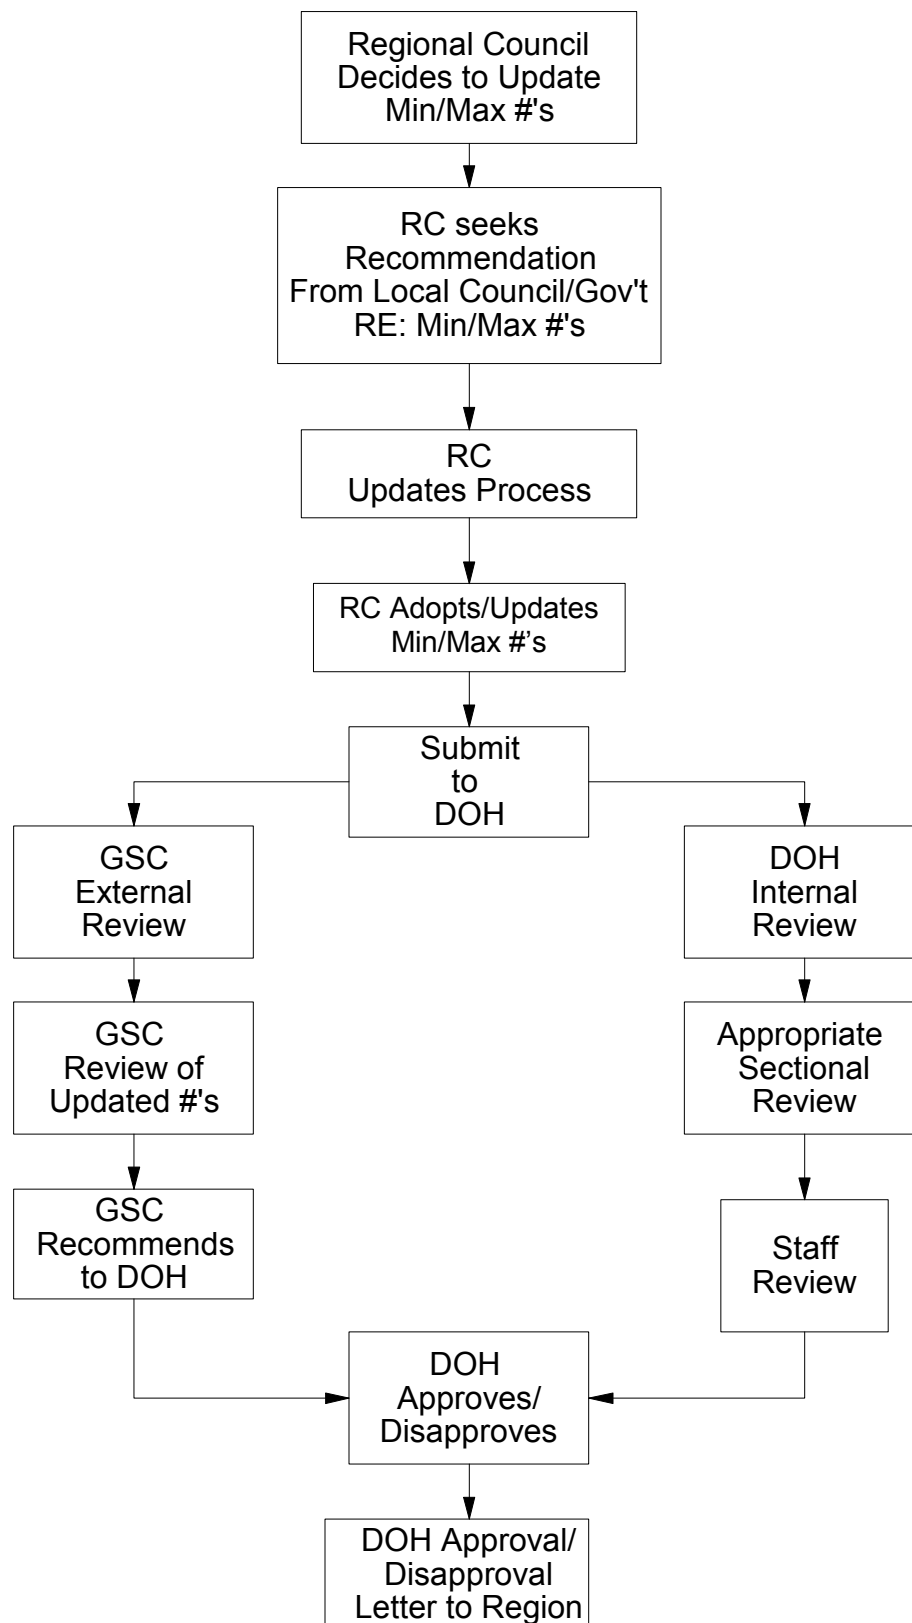 Regional Council
Decides to Update
Min/Max #'s
RC seeks
Recommendation
From Local Council/Gov't
RE: Min/Max #'s
RC
Updates Process
RC Adopts/Updates
Min/Max #’s
Submit
to
DOH
GSC
External
Review
DOH
Internal
Review
GSC
Review of
Updated #'s
Appropriate
Sectional
Review
GSC
Recommends
to DOH
Staff
Review
DOH
Approves/
Disapproves
DOH Approval/
Disapproval
Letter to Region